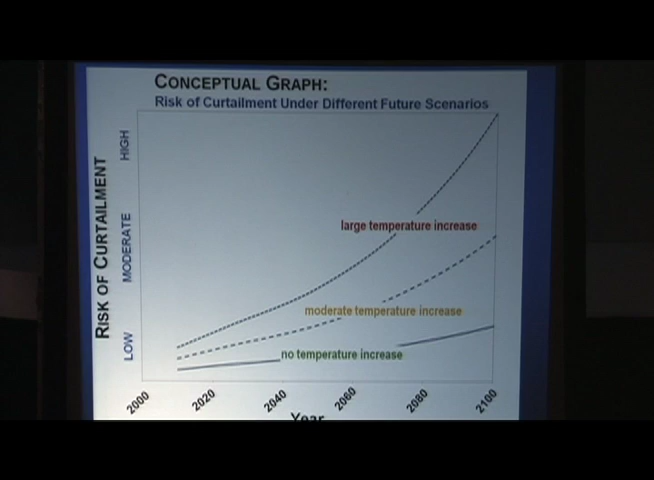 CONCEPTUAL GRAPH:
Risk of Curtailment Under Different Future Scenarios
RISK OF CURTAILMENT
HIGH
MODERATE
LOW
large temperature increase
moderate temperature increase
no temperature increase
2000
2020
2040
2060
2080
2100
Year